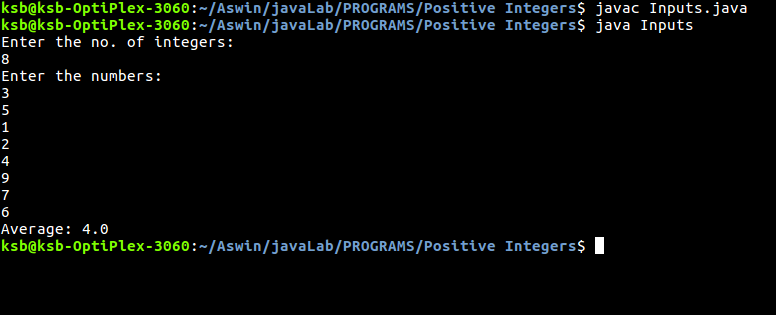 ksb@ksb-OptiPlex-3060:~/Aswin/javaLab/PROGRAMS/Positive Integers$ javac Inputs.java
ksb@ksb-OptiPlex-3060:~/Aswin/javaLab/PROGRAMS/Positive Integers$ java Inputs
Enter the no. of integers:
8
Enter the numbers:
3
5
1
2
4
9
7
6
Average: 4.0
ksb@ksb-OptiPlex-3060:~/Aswin/javaLab/PROGRAMS/Positive Integers$